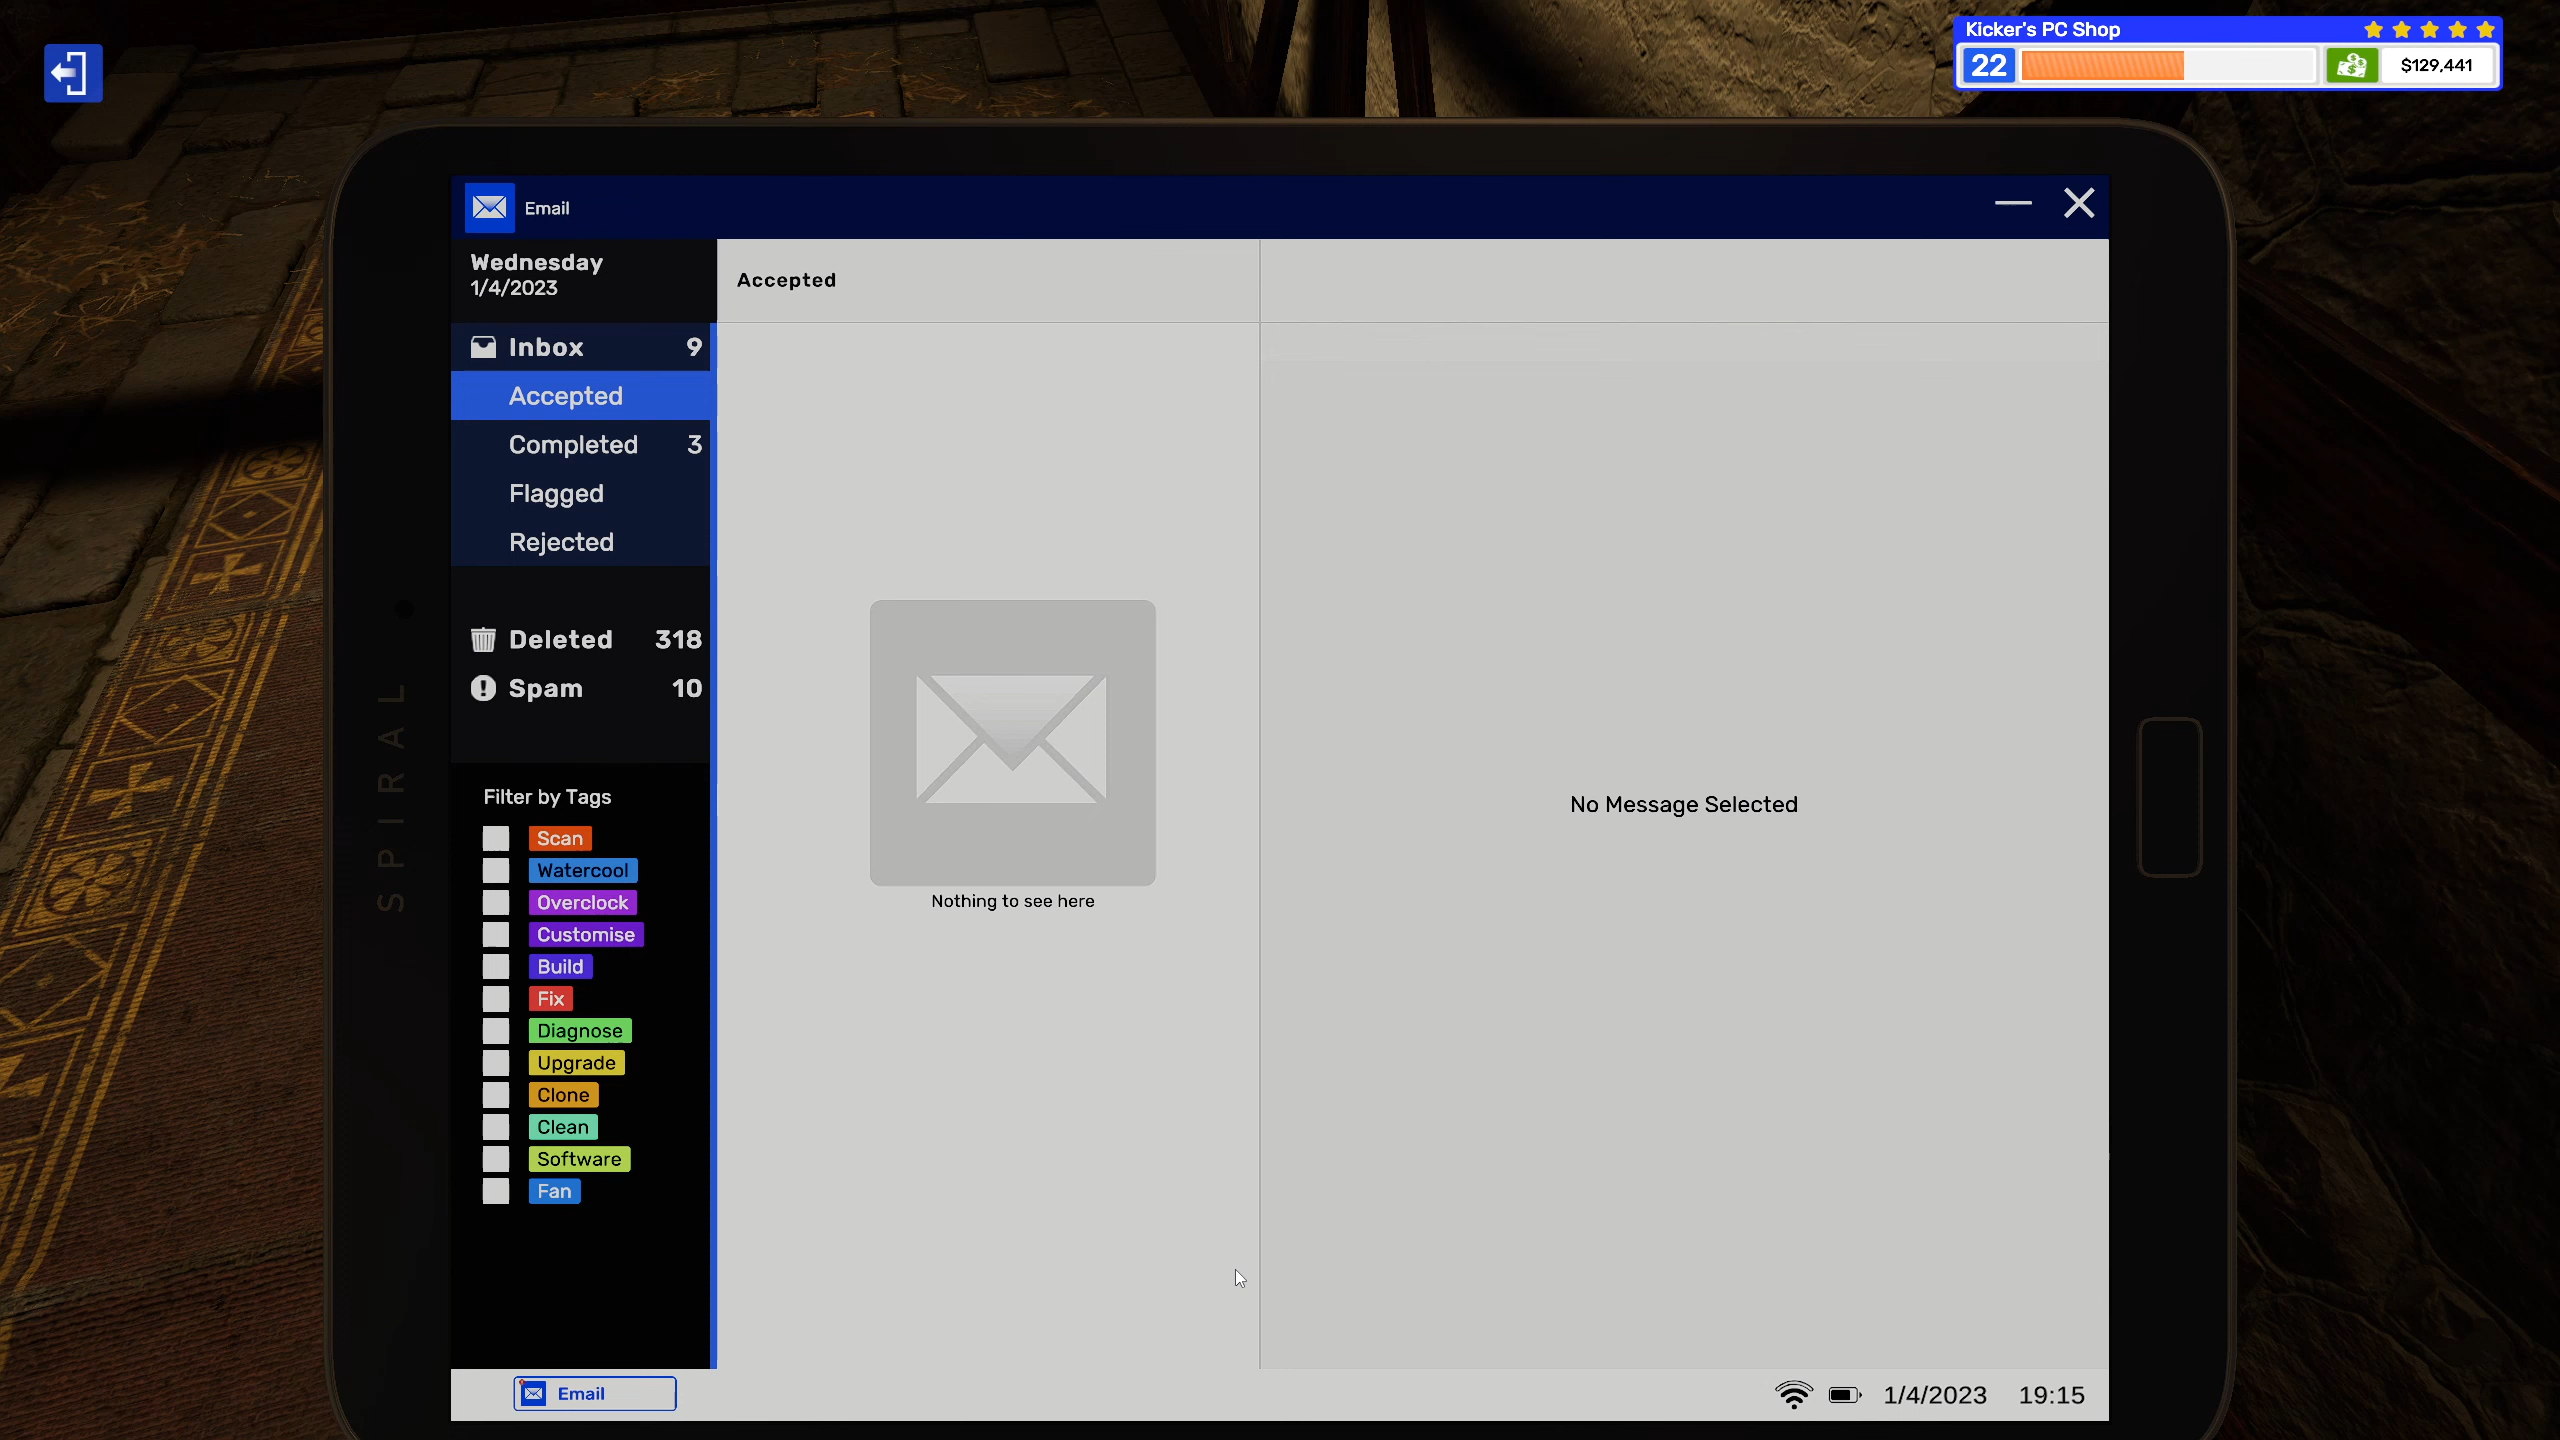 Kicker's PC Shop
22
$129,441
Email
Wednesday
1/4/2023
Accepted
Inbox 9
Accepted
Completed 3
Flagged
Rejected
Deleted 318
Spam 10
Nothing to see here
No Message Selected
Filter by Tags
Scan
Watercool
Overclock
Customise
Build
Fix
Diagnose
Upgrade
Clone
Clean
Software
Fan
SPIRAL
Email
1/4/2023 19:15